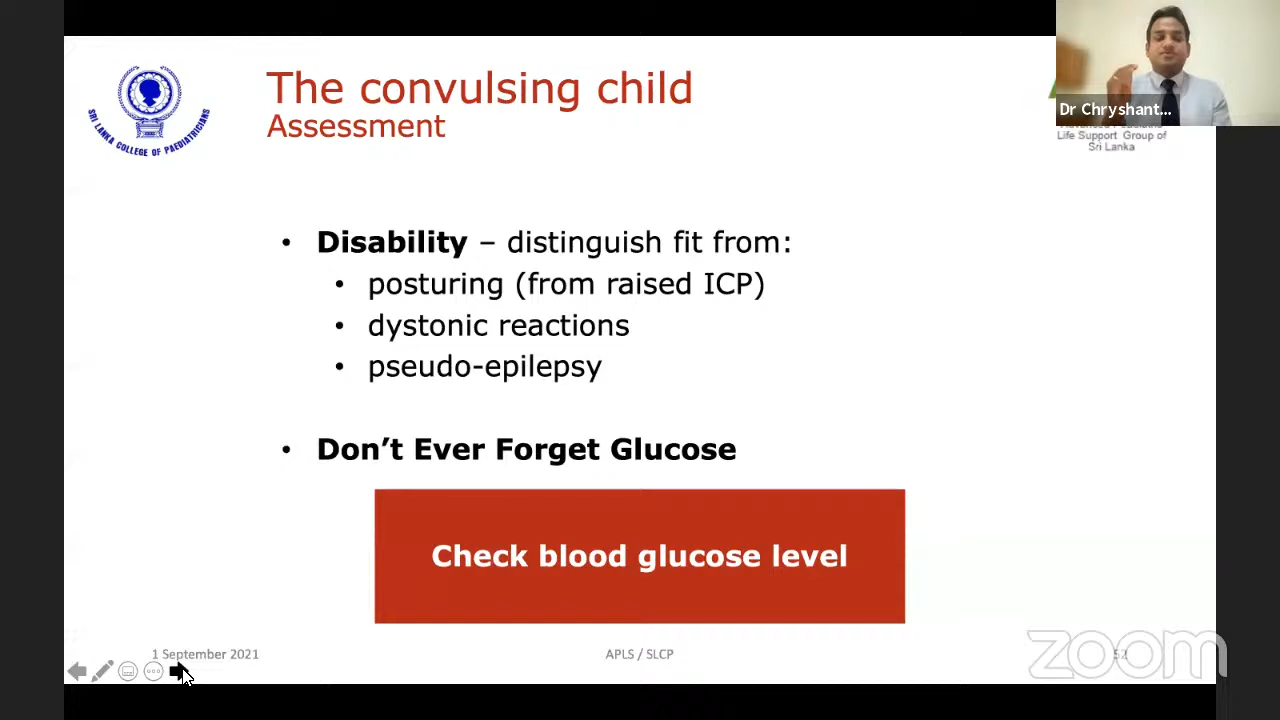 The convulsing child
Assessment
SRI LANKA COLLEGE OF PAEDIATRICIANS
Dr Chryshant...
Life Support Group of
Sri Lanka
• Disability – distinguish fit from:
• posturing (from raised ICP)
• dystonic reactions
• pseudo-epilepsy
• Don’t Ever Forget Glucose
Check blood glucose level
1 September 2021
APLS / SLCP
52
zoom